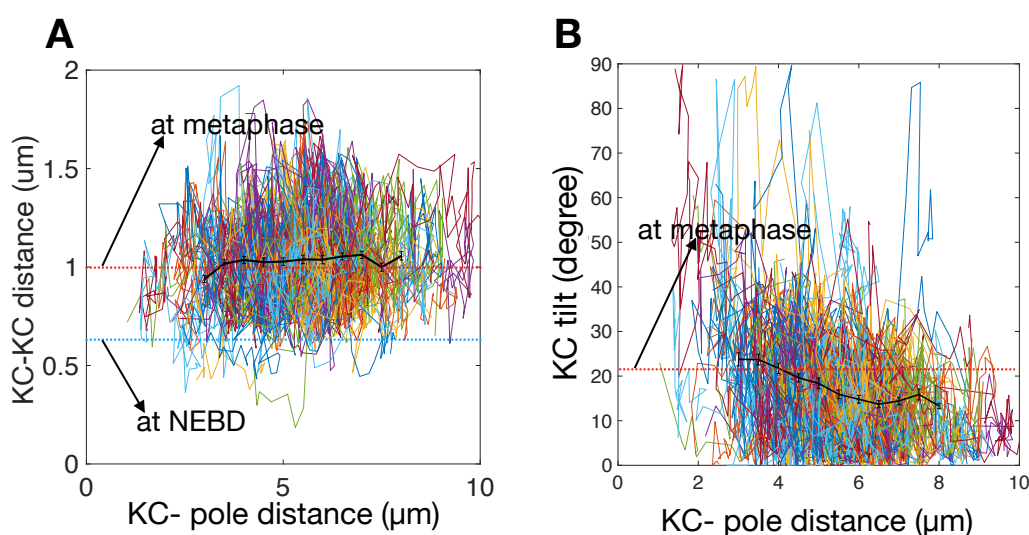 A
2
1.5
1
0.5
0
0
5
10
KC-KC distance (um)
KC- pole distance (µm)
at metaphase
at NEBD
B
90
80
70
60
50
40
30
20
10
0
0
2
4
6
8
10
KC tilt (degree)
KC- pole distance (µm)
at metaphase